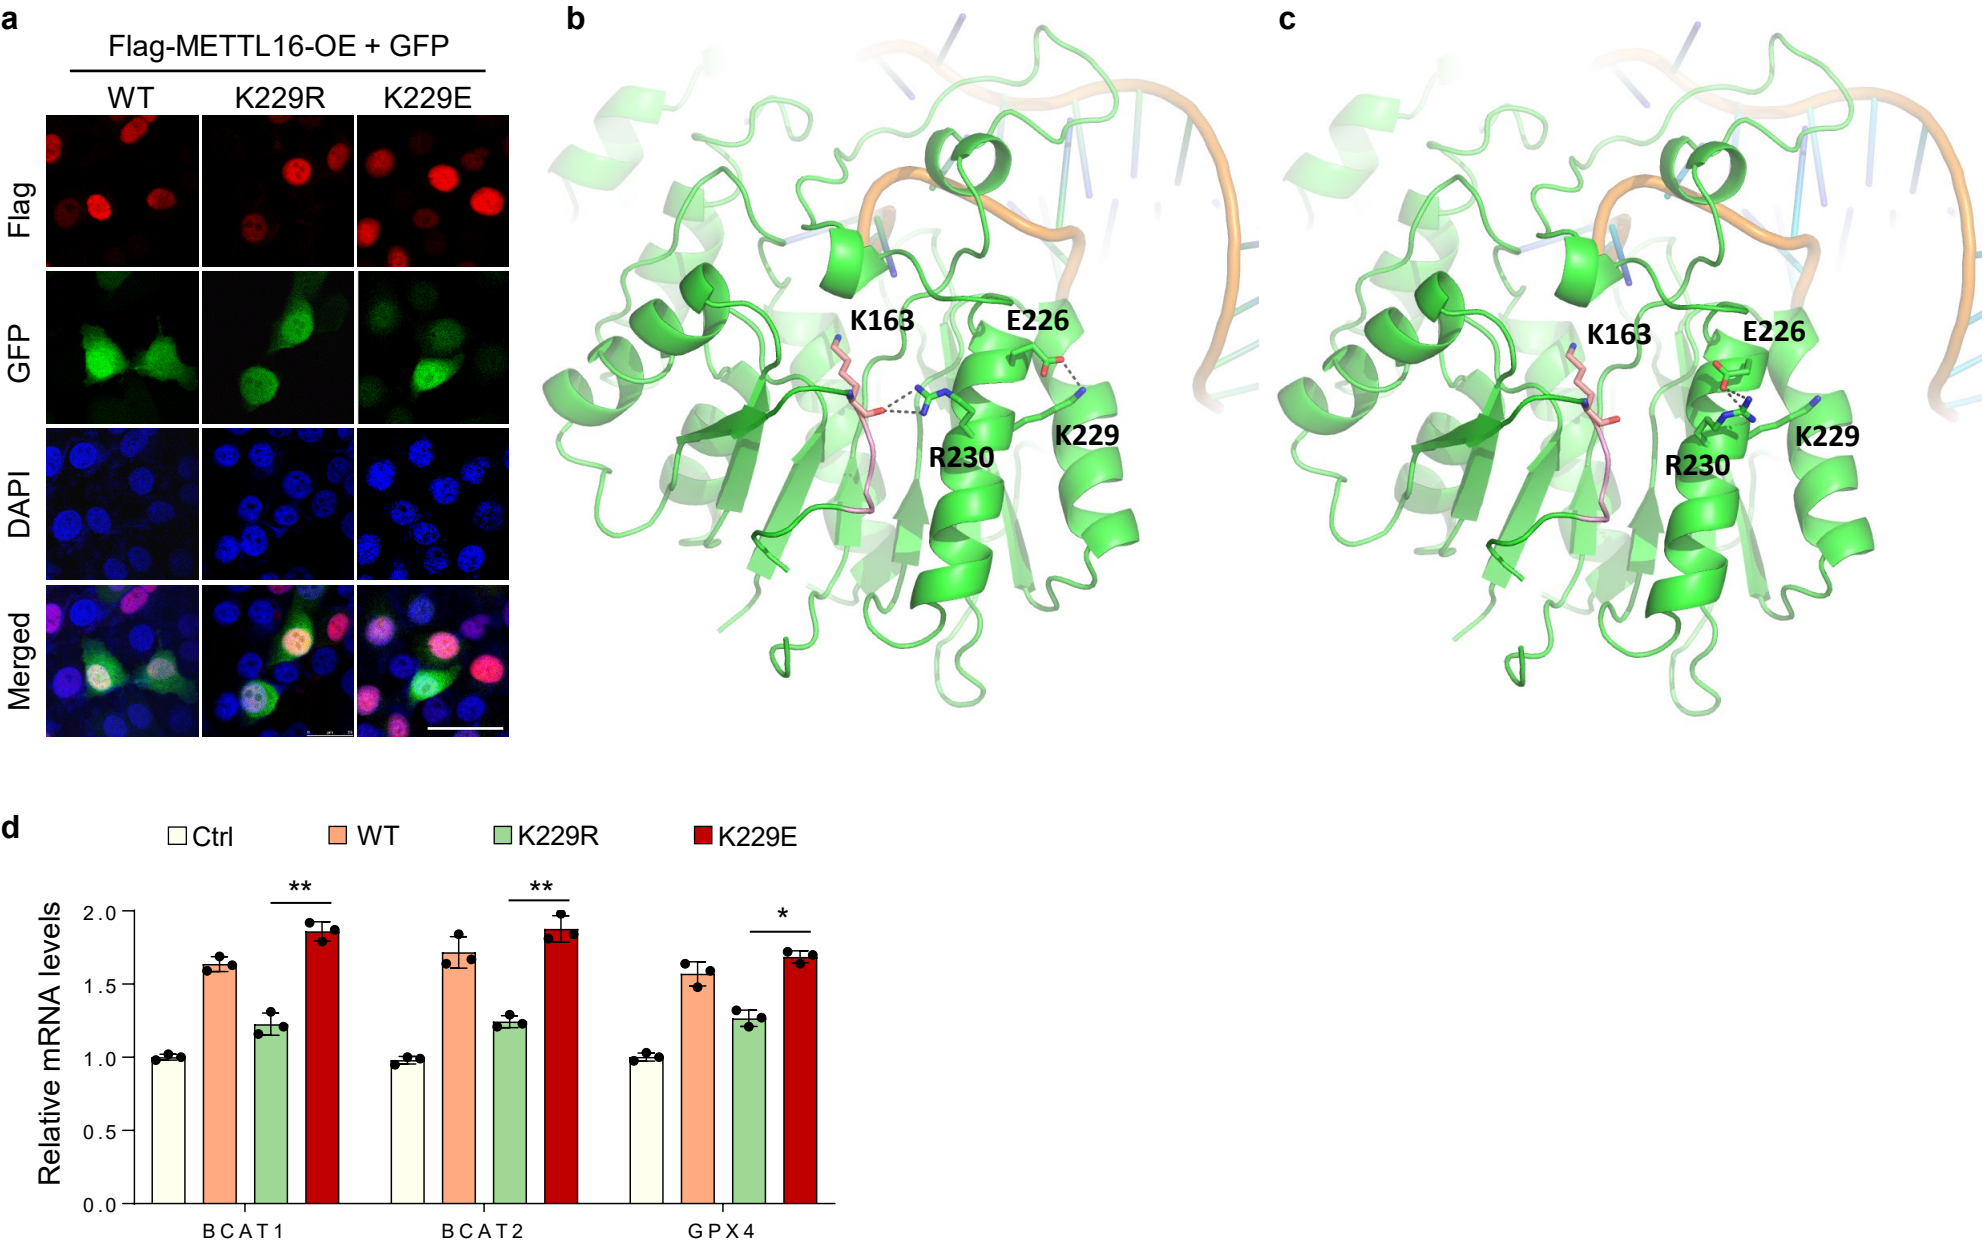 a
Flag-METTL16-OE + GFP
WT K229R K229E
Flag
GFP
DAPI
Merged
b
K163
E226
K229
R230
c
K163
E226
K229
R230
d
Ctrl WT K229R K229E
Relative mRNA levels
2.0
1.5
1.0
0.5
0.0
** ** *
BCAT1 BCAT2 GPX4